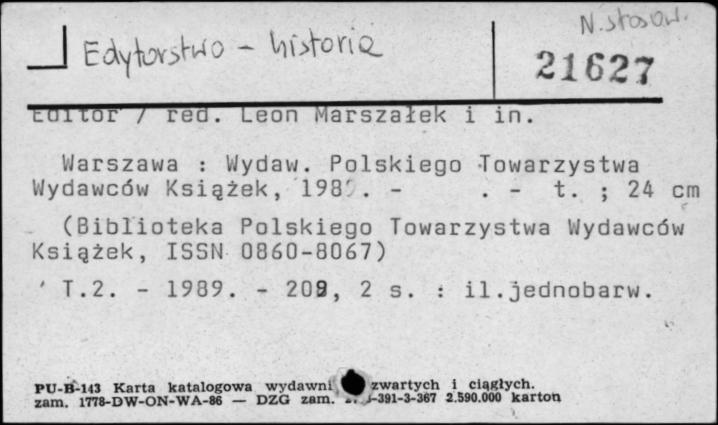 N. stosow.
Edytorstwo - historia
21627
Editor / red. Leon Marszałek i in.
Warszawa : Wydaw. Polskiego Towarzystwa
Wydawców Książek, 198 . - . - t. ; 24 cm
(Biblioteka Polskiego Towarzystwa Wydawców
Książek, ISSN 0860-8067)
T.2. - 1989. - 209, 2 s. : il.jednobarw.
PU-B-143 Karta katalogowa wydawni zwartych i ciągłych.
zam. 1778-DW-ON-WA-86 — DZG zam. -391-3-367 2.590.000 karton